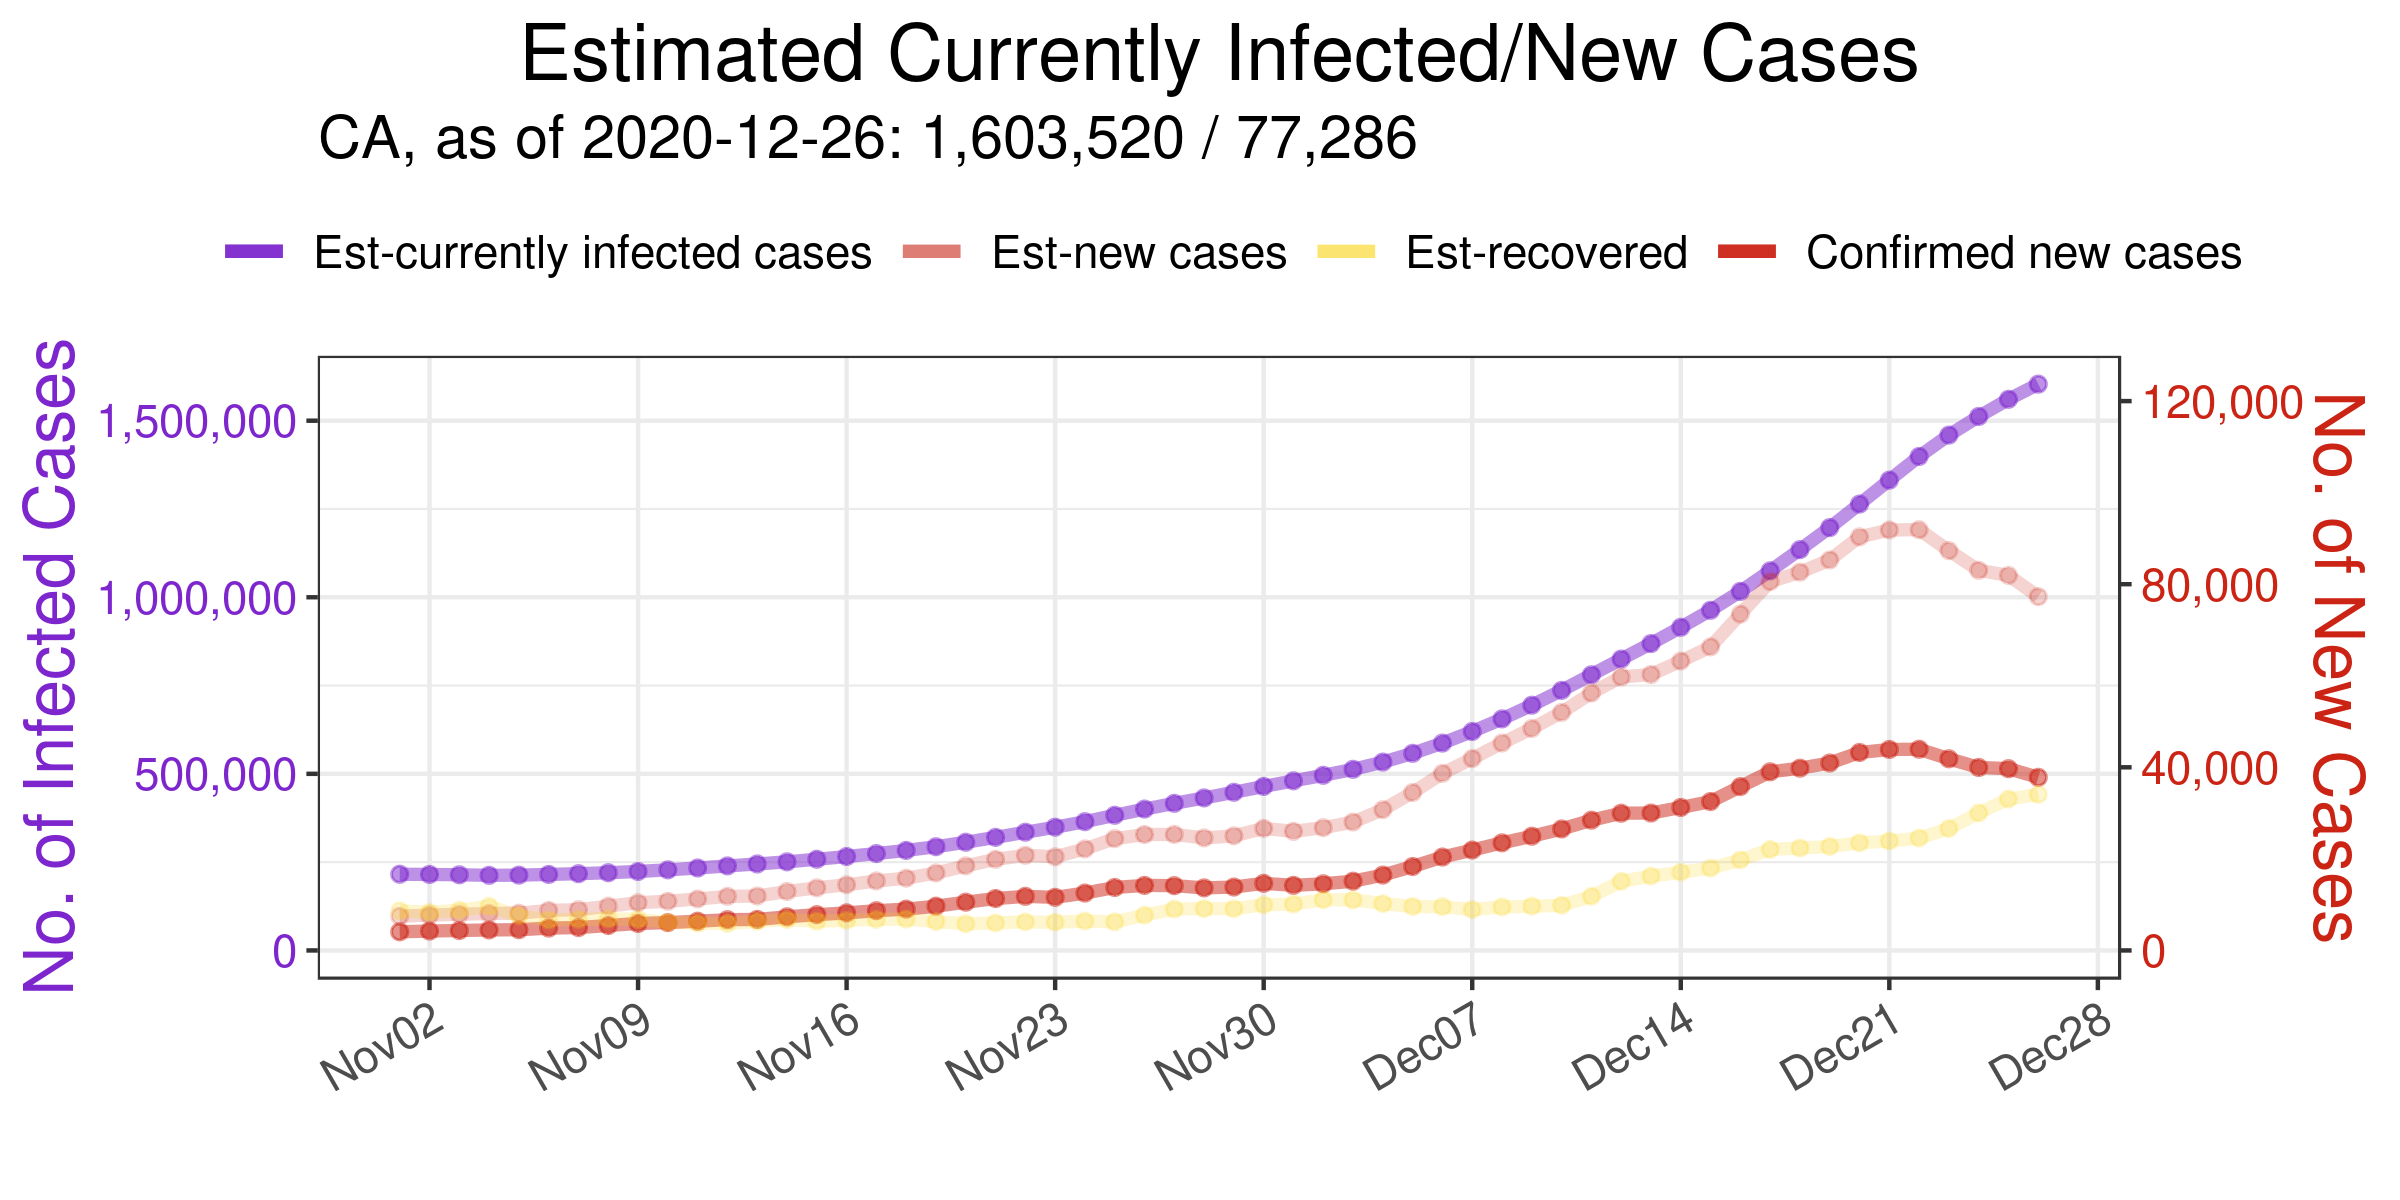 Estimated Currently Infected/New Cases
CA, as of 2020-12-26: 1,603,520 / 77,286
Est-currently infected cases Est-new cases Est-recovered Confirmed new cases
No. of Infected Cases
1,500,000
1,000,000
500,000
0
120,000
80,000
40,000
0
No. of New Cases
Nov02 Nov09 Nov16 Nov23 Nov30 Dec07 Dec14 Dec21 Dec28